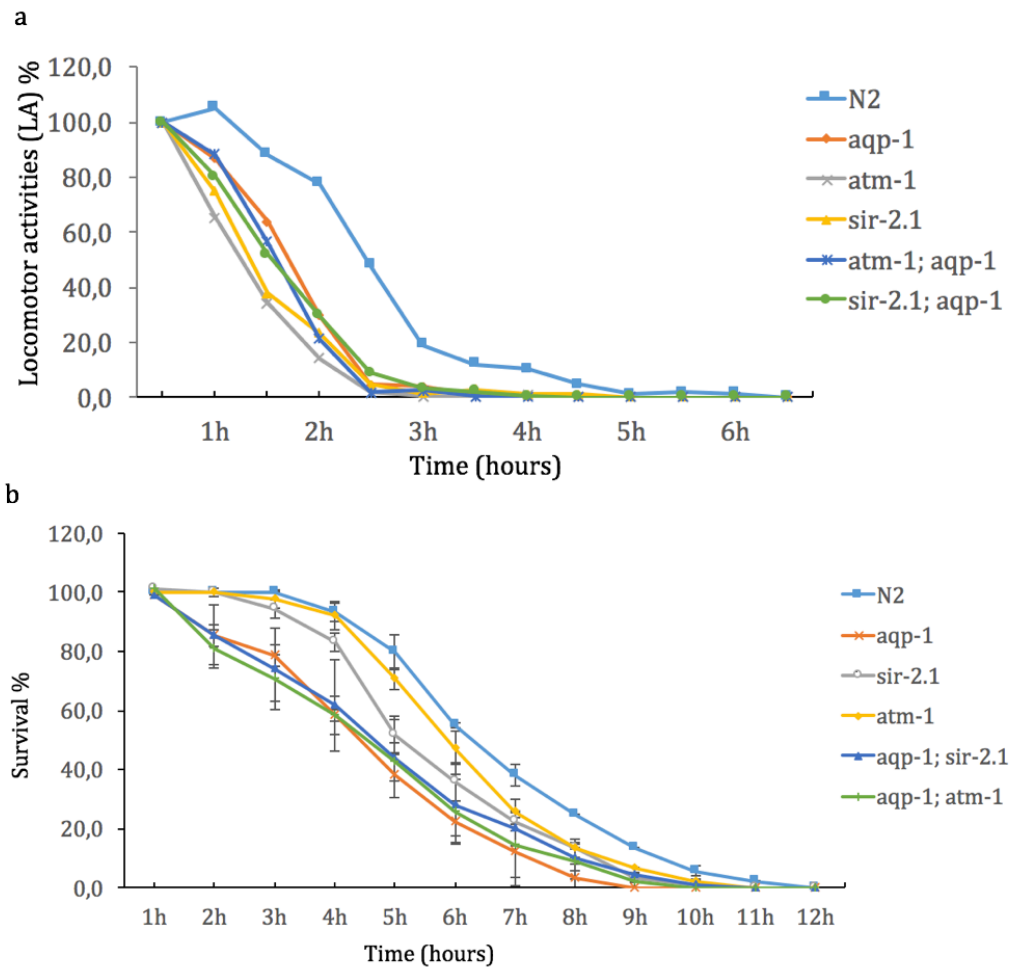 a
Locomotor activities (LA) %
120,0
100,0
80,0
60,0
40,0
20,0
0,0
1h 2h 3h 4h 5h 6h
Time (hours)
N2
aqp-1
atm-1
sir-2.1
atm-1; aqp-1
sir-2.1; aqp-1
b
Survival %
120,0
100,0
80,0
60,0
40,0
20,0
0,0
1h 2h 3h 4h 5h 6h 7h 8h 9h 10h 11h 12h
Time (hours)
N2
aqp-1
sir-2.1
atm-1
aqp-1; sir-2.1
aqp-1; atm-1